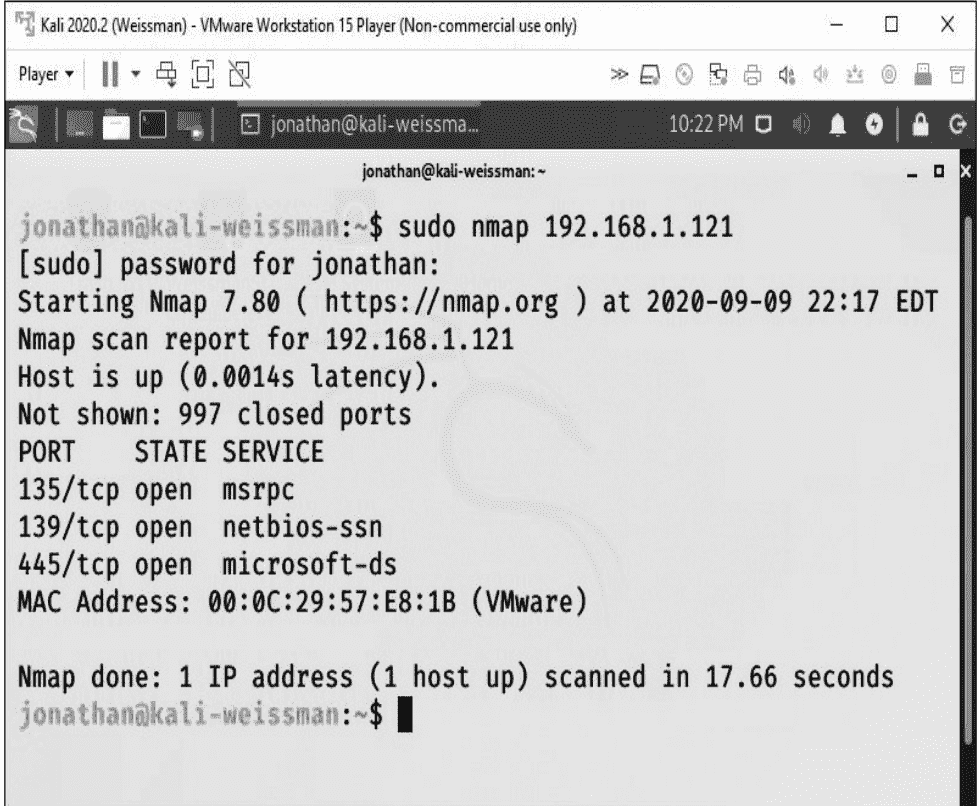 Kali 2020.2 (Weissman) - VMware Workstation 15 Player (Non-commercial use only)
Player
jonathan@kali-weissma...
10:22 PM
jonathan@kali-weissman: ~
jonathan@kali-weissman:~$ sudo nmap 192.168.1.121
[sudo] password for jonathan:
Starting Nmap 7.80 ( https://nmap.org ) at 2020-09-09 22:17 EDT
Nmap scan report for 192.168.1.121
Host is up (0.0014s latency).
Not shown: 997 closed ports
PORT    STATE SERVICE
135/tcp open  msrpc
139/tcp open  netbios-ssn
445/tcp open  microsoft-ds
MAC Address: 00:0C:29:57:E8:1B (VMware)
Nmap done: 1 IP address (1 host up) scanned in 17.66 seconds
jonathan@kali-weissman:~$